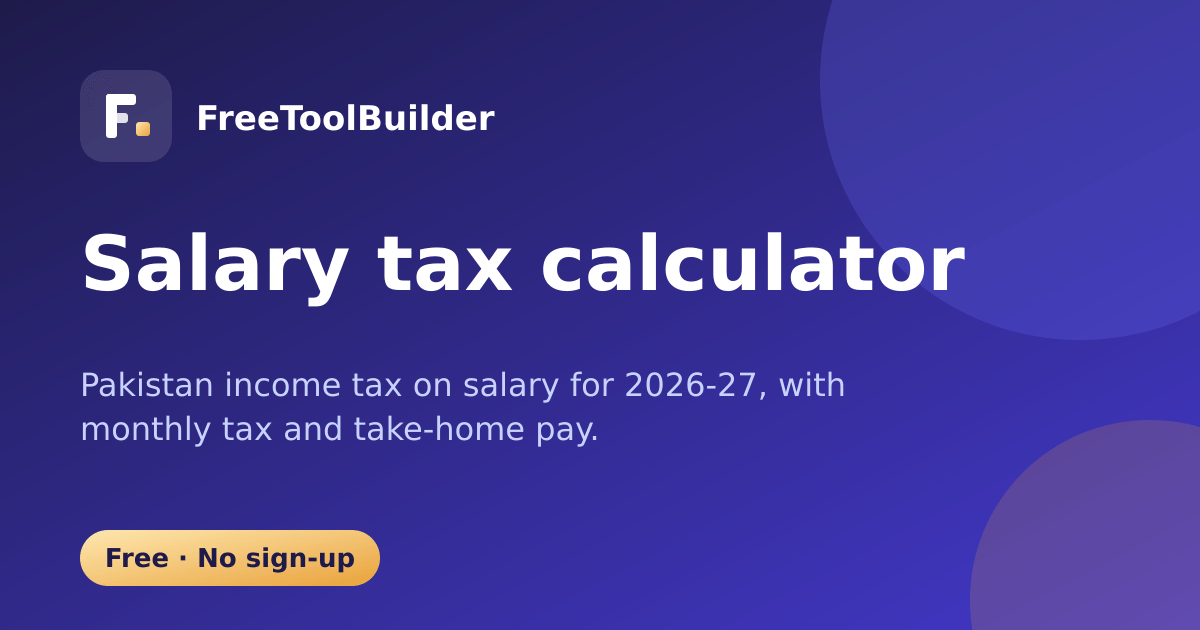 F.
FreeToolBuilder
Salary tax calculator
Pakistan income tax on salary for 2026-27, with
monthly tax and take-home pay.
Free · No sign-up